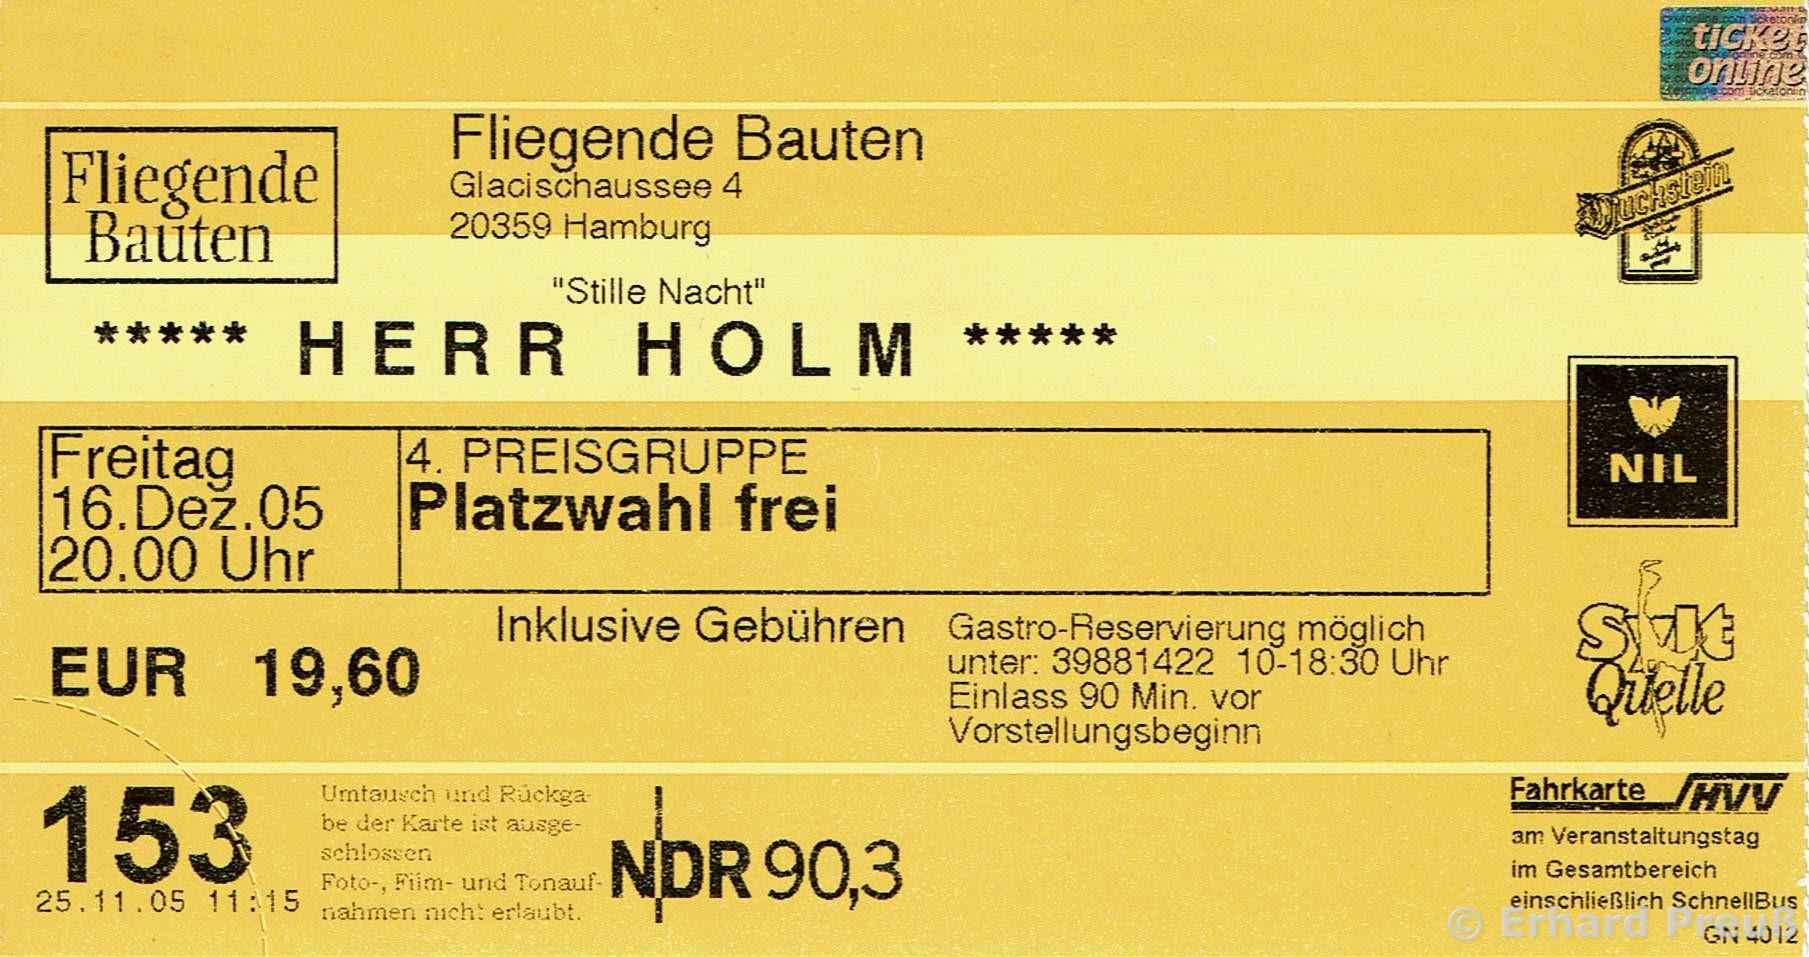 ticket
online
Fliegende
Bauten
Fliegende Bauten
Glacischaussee 4
20359 Hamburg
"Stille Nacht"
***** HERR HOLM *****
Freitag
16.Dez.05
20.00 Uhr
4. PREISGRUPPE
Platzwahl frei
NIL
EUR 19,60
Inklusive Gebühren
Gastro-Reservierung möglich
unter: 39881422 10-18:30 Uhr
Einlass 90 Min. vor
Vorstellungsbeginn
Sylt
Quelle
153
25.11.05 11:15
Umtausch und Rückga-
be der Karte ist ausge-
schlossen
Foto-, Film- und Tonauf-
nahmen nicht erlaubt.
NDR 90,3
Fahrkarte HVV
am Veranstaltungstag
im Gesamtbereich
einschließlich SchnellBus
© Erhard Preuß
GN 4012